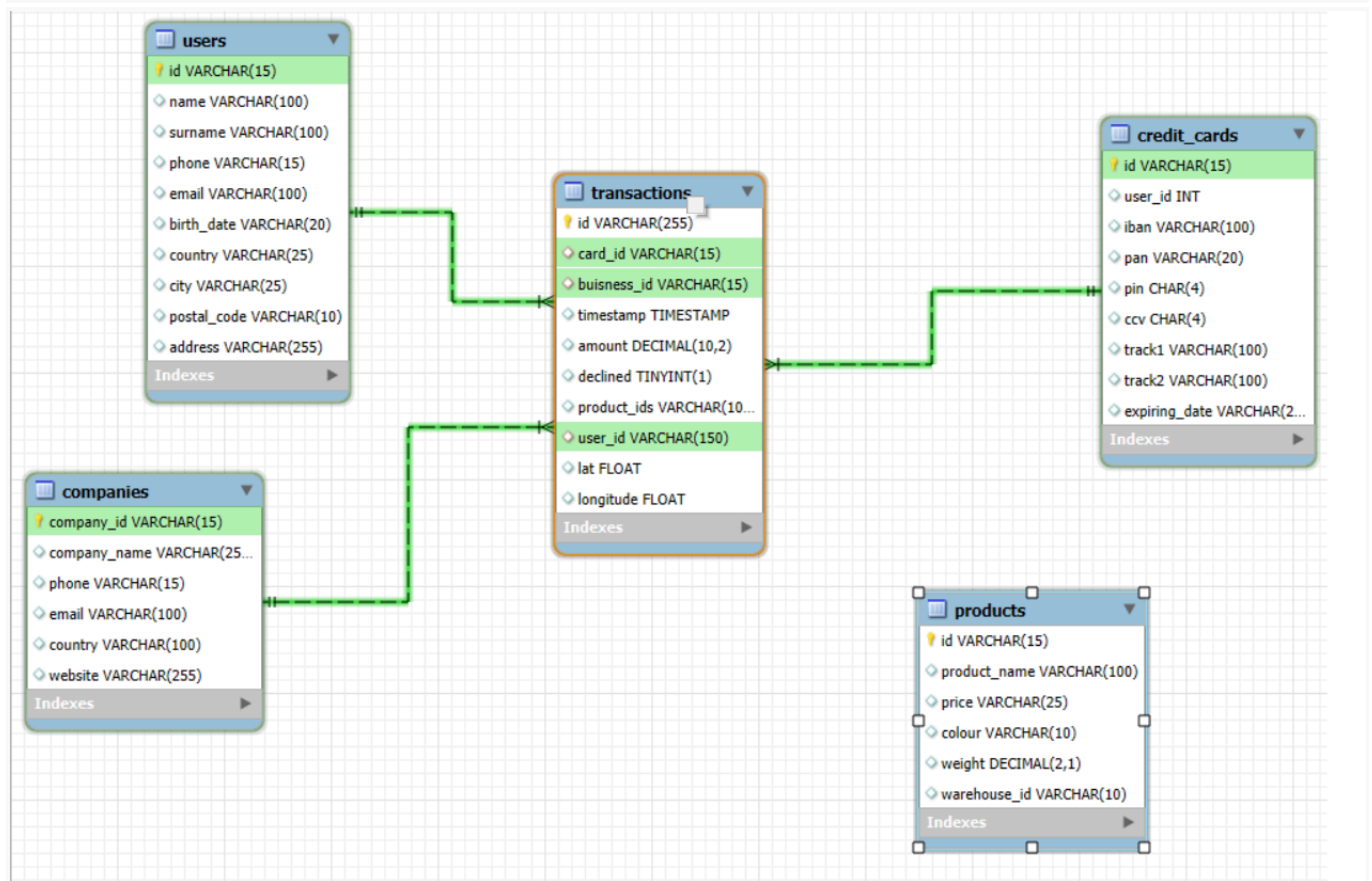 users
id VARCHAR(15)
name VARCHAR(100)
surname VARCHAR(100)
phone VARCHAR(15)
email VARCHAR(100)
birth_date VARCHAR(20)
country VARCHAR(25)
city VARCHAR(25)
postal_code VARCHAR(10)
address VARCHAR(255)
Indexes
companies
company_id VARCHAR(15)
company_name VARCHAR(25...
phone VARCHAR(15)
email VARCHAR(100)
country VARCHAR(100)
website VARCHAR(255)
Indexes
transactions
id VARCHAR(255)
card_id VARCHAR(15)
buisness_id VARCHAR(15)
timestamp TIMESTAMP
amount DECIMAL(10,2)
declined TINYINT(1)
product_ids VARCHAR(10...
user_id VARCHAR(150)
lat FLOAT
longitude FLOAT
Indexes
credit_cards
id VARCHAR(15)
user_id INT
iban VARCHAR(100)
pan VARCHAR(20)
pin CHAR(4)
ccv CHAR(4)
track1 VARCHAR(100)
track2 VARCHAR(100)
expiring_date VARCHAR(2...
Indexes
products
id VARCHAR(15)
product_name VARCHAR(100)
price VARCHAR(25)
colour VARCHAR(10)
weight DECIMAL(2,1)
warehouse_id VARCHAR(10)
Indexes